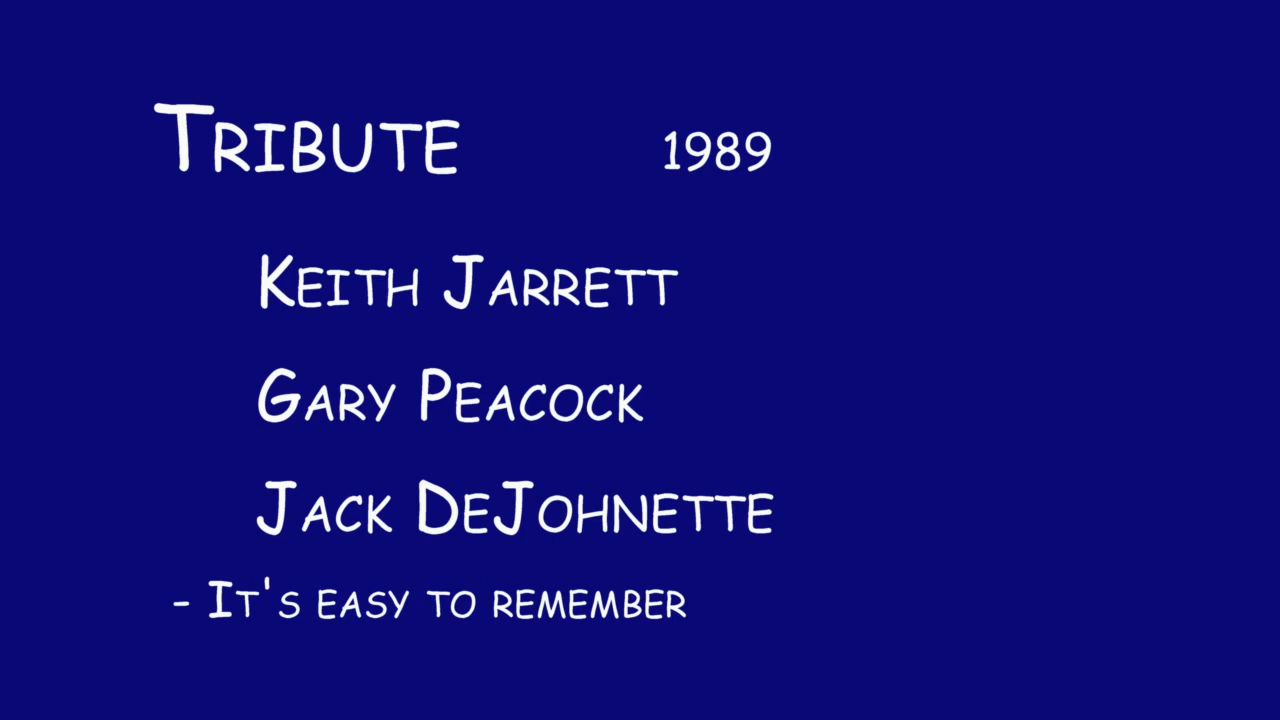 Tribute 1989
Keith Jarrett
Gary Peacock
Jack DeJohnette
- It's easy to remember